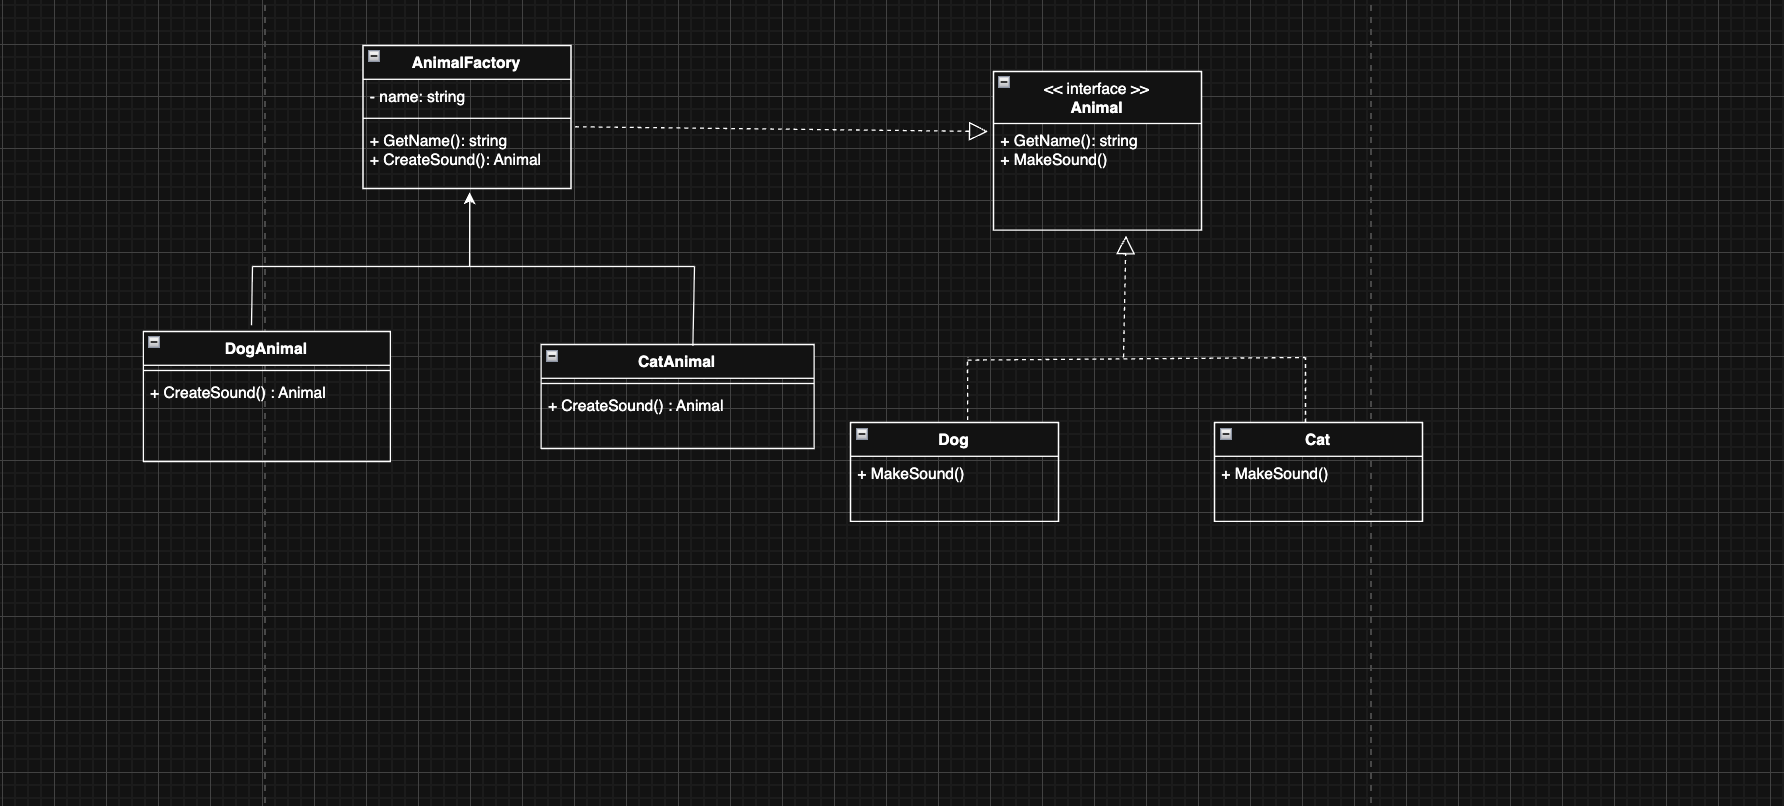 AnimalFactory
- name: string
+ GetName(): string
+ CreateSound(): Animal
<< interface >>
Animal
+ GetName(): string
+ MakeSound()
DogAnimal
+ CreateSound() : Animal
CatAnimal
+ CreateSound() : Animal
Dog
+ MakeSound()
Cat
+ MakeSound()